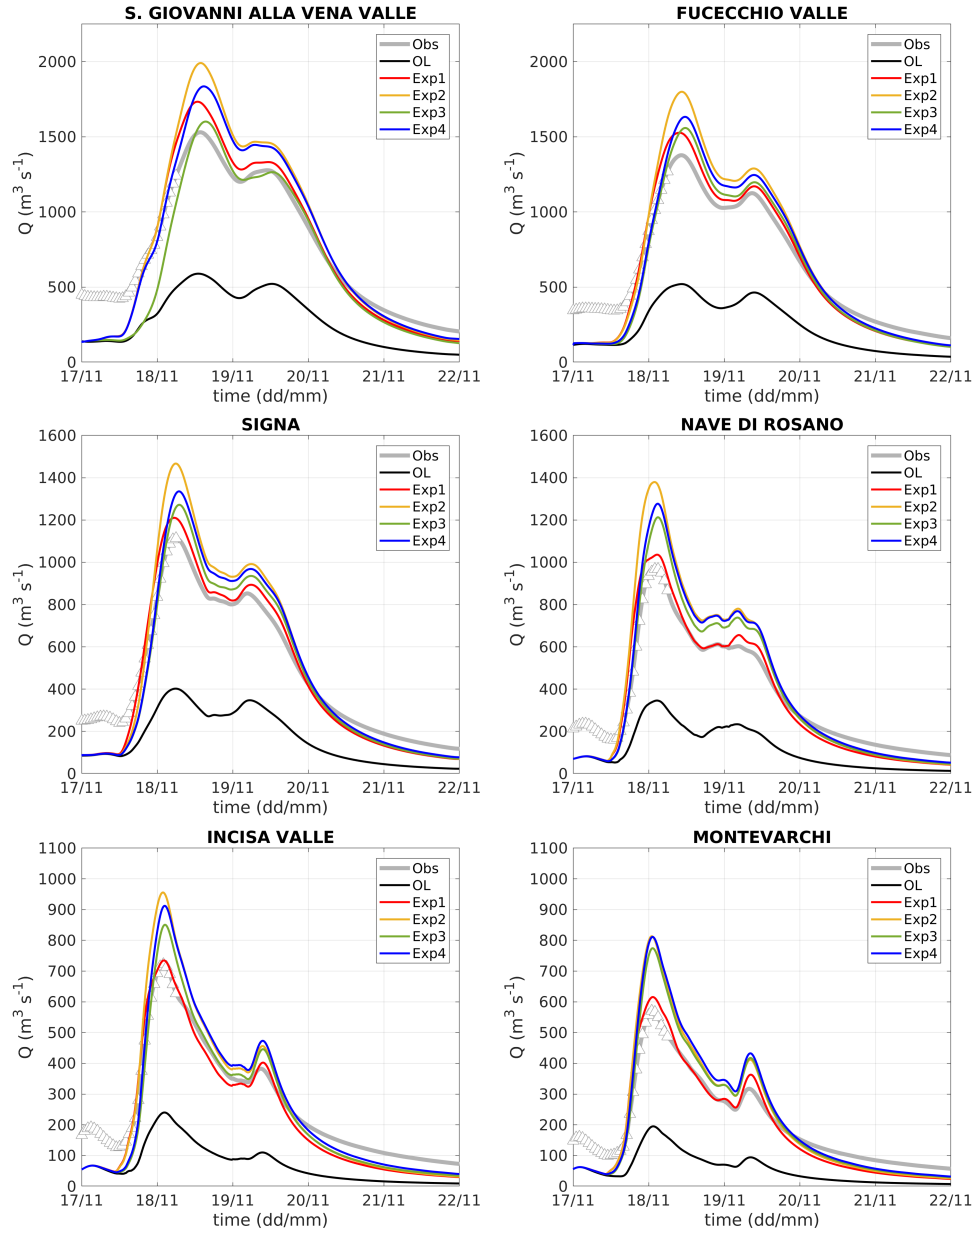 S. GIOVANNI ALLA VENA VALLE
Q (m³ s⁻¹)
2000
1500
1000
500
0
17/11 18/11 19/11 20/11 21/11 22/11
time (dd/mm)
Obs
OL
Exp1
Exp2
Exp3
Exp4
FUCECCHIO VALLE
Q (m³ s⁻¹)
2000
1500
1000
500
0
17/11 18/11 19/11 20/11 21/11 22/11
time (dd/mm)
Obs
OL
Exp1
Exp2
Exp3
Exp4
SIGNA
Q (m³ s⁻¹)
1600
1400
1200
1000
800
600
400
200
0
17/11 18/11 19/11 20/11 21/11 22/11
time (dd/mm)
Obs
OL
Exp1
Exp2
Exp3
Exp4
NAVE DI ROSANO
Q (m³ s⁻¹)
1600
1400
1200
1000
800
600
400
200
0
17/11 18/11 19/11 20/11 21/11 22/11
time (dd/mm)
Obs
OL
Exp1
Exp2
Exp3
Exp4
INCISA VALLE
Q (m³ s⁻¹)
1100
1000
900
800
700
600
500
400
300
200
100
0
17/11 18/11 19/11 20/11 21/11 22/11
time (dd/mm)
Obs
OL
Exp1
Exp2
Exp3
Exp4
MONTEVARCHI
Q (m³ s⁻¹)
1100
1000
900
800
700
600
500
400
300
200
100
0
17/11 18/11 19/11 20/11 21/11 22/11
time (dd/mm)
Obs
OL
Exp1
Exp2
Exp3
Exp4